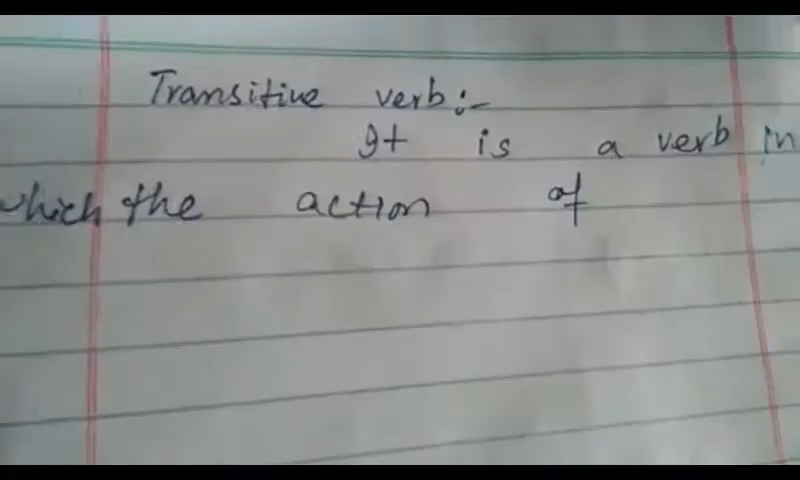 Transitive verb:-
It is a verb in
which the action of